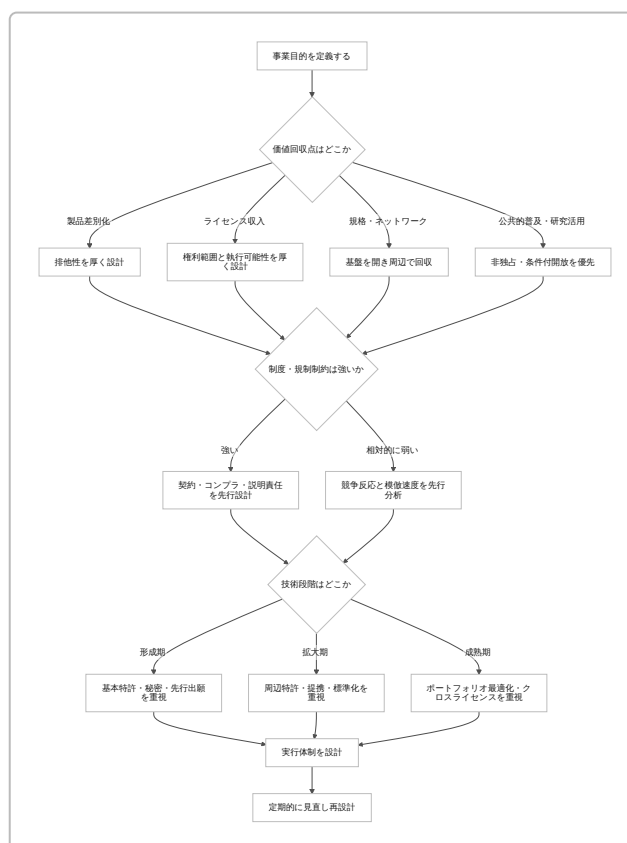 事業目的を定義する
価値回収点はどこか
製品差別化
ライセンス収入
規格・ネットワーク
公共的普及・研究活用
排他性を厚く設計
権利範囲と執行可能性を厚
く設計
基盤を開き周辺で回収
非独占・条件付開放を優先
制度・規制制約は強いか
強い
相対的に弱い
契約・コンプラ・説明責任
を先行設計
競争反応と模倣速度を先行
分析
技術段階はどこか
形成期
拡大期
成熟期
基本特許・秘密・先行出願
を重視
周辺特許・提携・標準化を
重視
ポートフォリオ最適化・ク
ロスライセンスを重視
実行体制を設計
定期的に見直し再設計